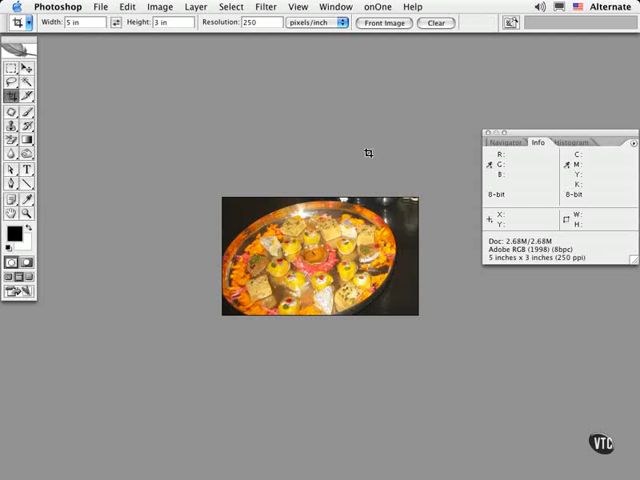 Photoshop File Edit Image Layer Select Filter View Window onOne Help Alternate
Width: 5 in Height: 3 in Resolution: 250 pixels/inch Front Image Clear
Navigator Info Histogram
R: C:
G: M:
B: Y:
K:
8-bit 8-bit
X: W:
Y: H:
Doc: 2.68M/2.68M
Adobe RGB (1998) (8bpc)
5 inches x 3 inches (250 ppi)
VTC